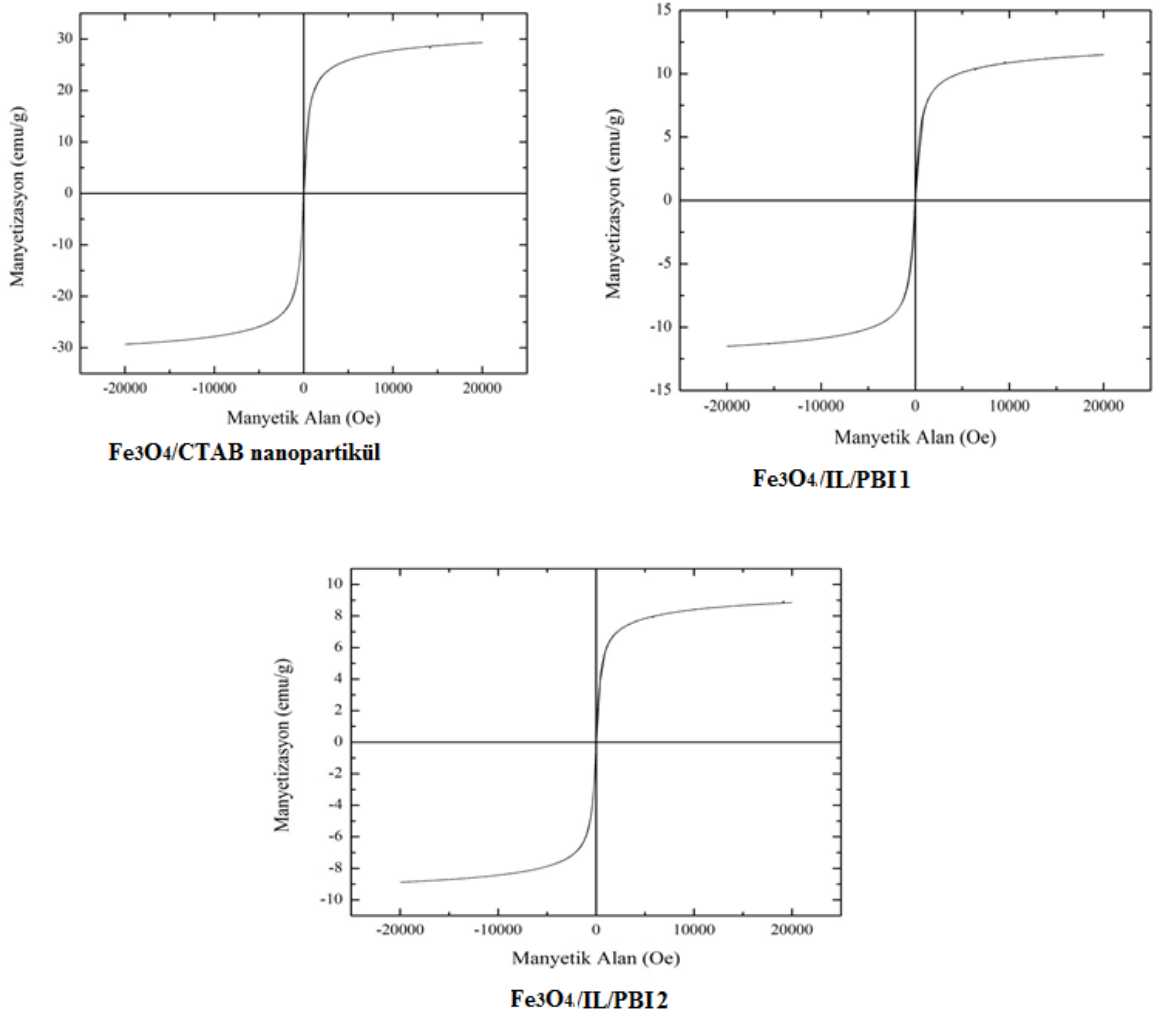 Manyetizasyon (emu/g)
30
20
10
0
-10
-20
-30
-20000 -10000 0 10000 20000
Manyetik Alan (Oe)
Fe3O4/CTAB nanopartikül
Manyetizasyon (emu/g)
15
10
5
0
-5
-10
-15
-20000 -10000 0 10000 20000
Manyetik Alan (Oe)
Fe3O4/IL/PBI1
Manyetizasyon (emu/g)
10
8
6
4
2
0
-2
-4
-6
-8
-10
-20000 -10000 0 10000 20000
Manyetik Alan (Oe)
Fe3O4/IL/PBI2